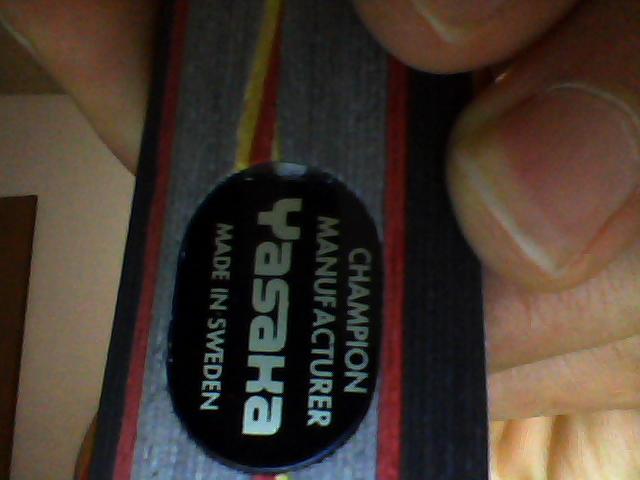 CHAMPION
MANUFACTURER
Yasaka
MADE IN SWEDEN